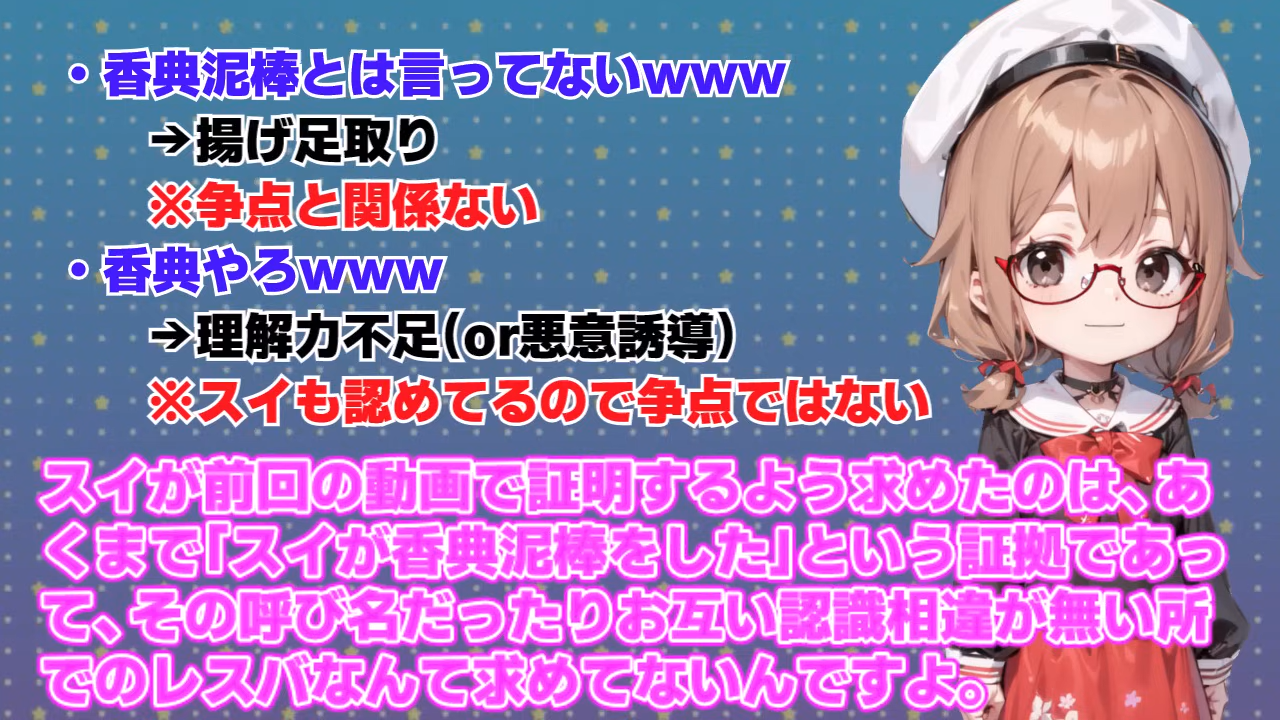 ・香典泥棒とは言ってないwww
→揚げ足取り
※争点と関係ない
・香典やろwww
→理解力不足(or悪意誘導)
※スイも認めてるので争点ではない
スイが前回の動画で証明するよう求めたのは、あ
くまで「スイが香典泥棒をした」という証拠であっ
て、その呼び名だったりお互い認識相違が無い所
でのレスバなんて求めてないんですよ。